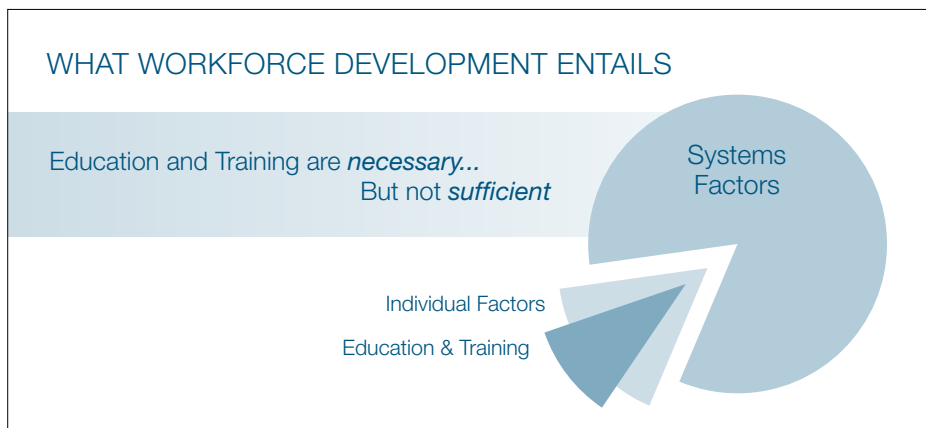 WHAT WORKFORCE DEVELOPMENT ENTAILS
Education and Training are necessary...
But not sufficient
Systems
Factors
Individual Factors
Education & Training